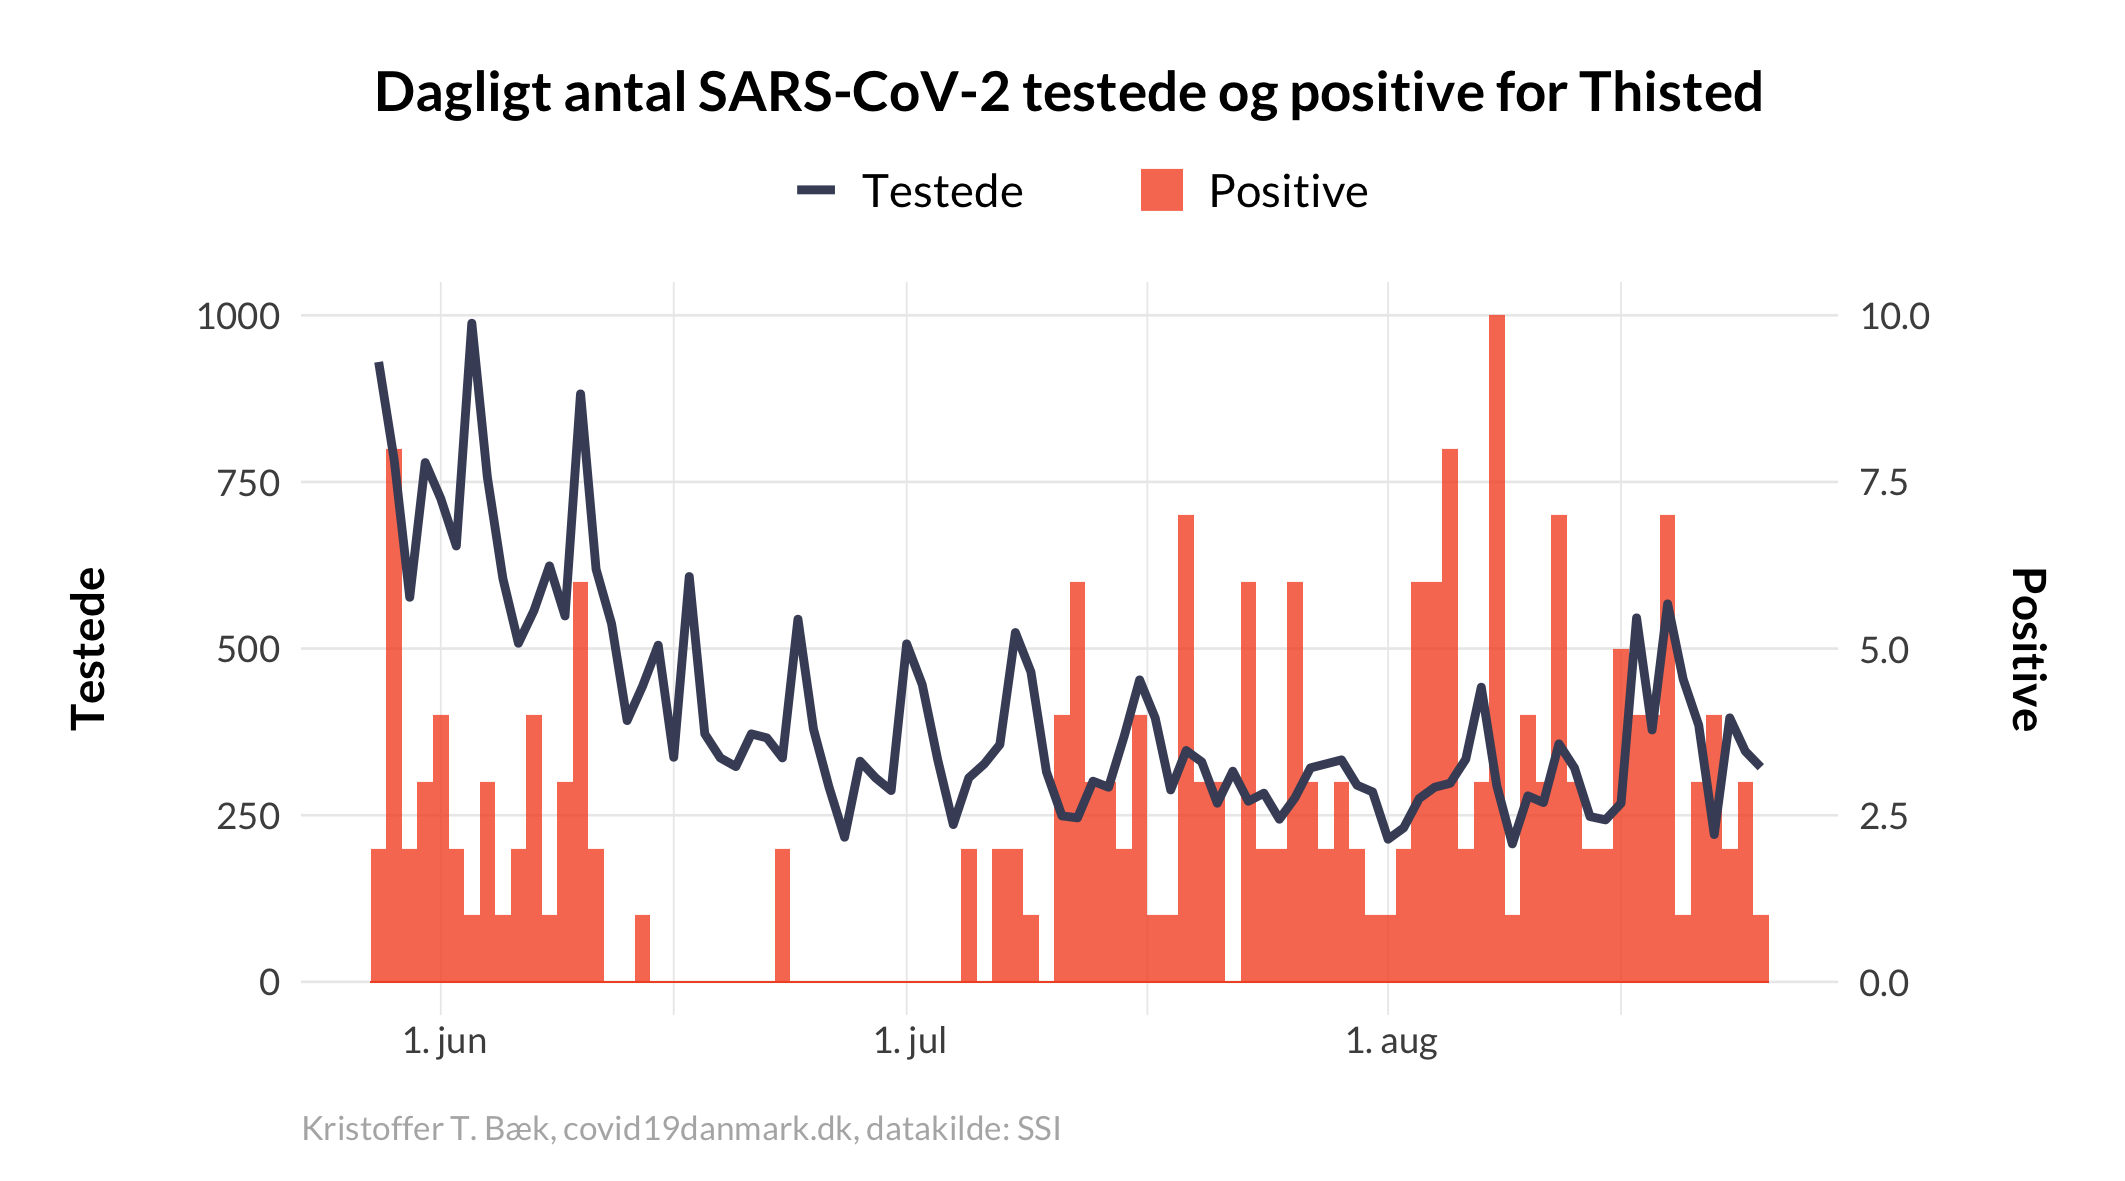 Dagligt antal SARS-CoV-2 testede og positive for Thisted
Testede
Positive
1000
750
500
250
0
10.0
7.5
5.0
2.5
0.0
Testede
Positive
1. jun
1. jul
1. aug
Kristoffer T. Bæk, covid19danmark.dk, datakilde: SSI